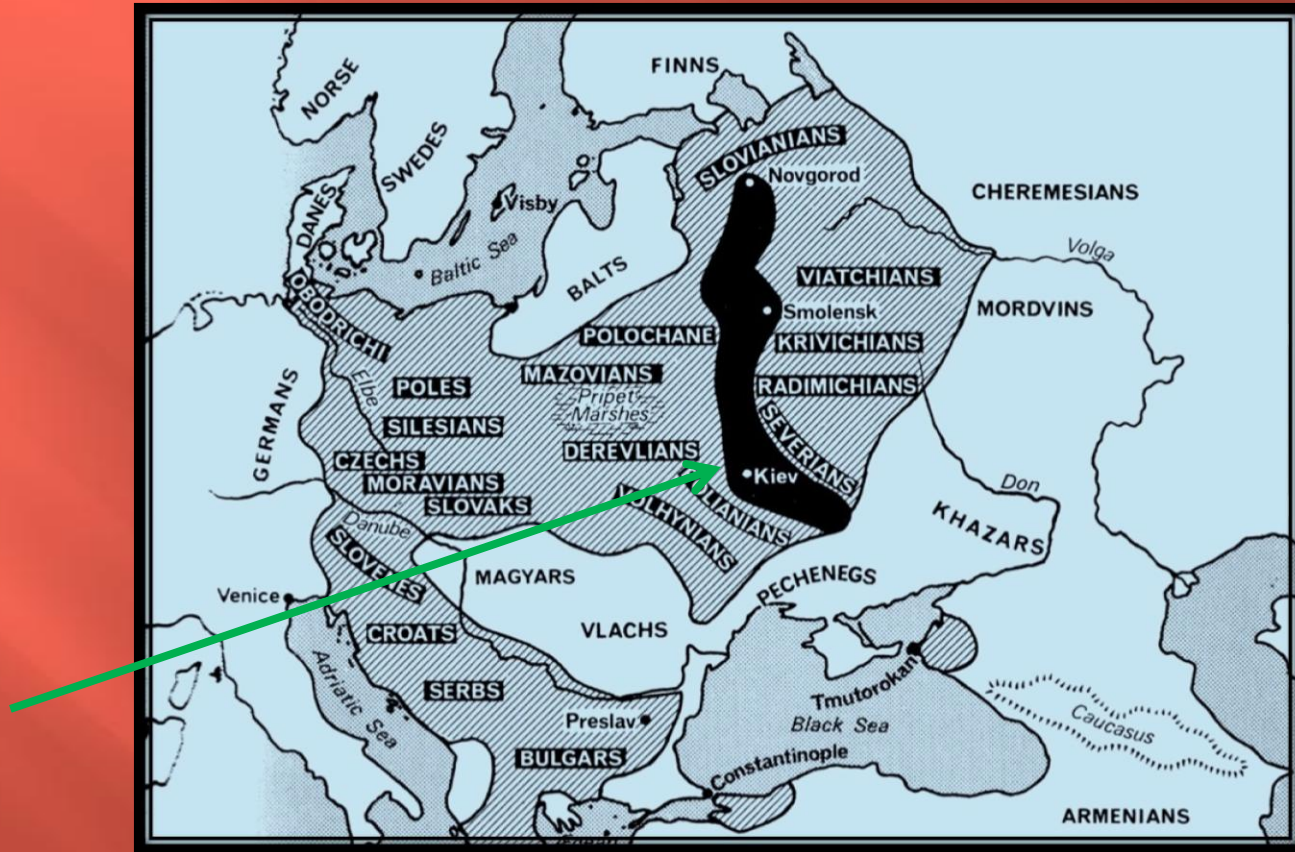 NORSE
FINNS
SWEDES
SLOVIANIANS
Novgorod
CHEREMESIANS
DANES
Visby
Baltic Sea
Volga
BALTS
VIATCHIANS
OBODRICHI
MORDVINS
Smolensk
POLOCHANE
KRIVICHIANS
MAZOVIANS
POLES
RADIMICHIANS
Elbe
Pripet
Marshes
GERMANS
SILESIANS
SEVERIANS
DEREVLIANS
CZECHS
Kiev
MORAVIANS
Don
SLOVAKS
VOLHYNIANS
Danube
KHAZARS
SLOVENES
MAGYARS
PECHENEGS
Venice
CROATS
VLACHS
Adriatic Sea
SERBS
Tmutorokan
Preslav
Black Sea
Caucasus
BULGARS
Constantinople
ARMENIANS